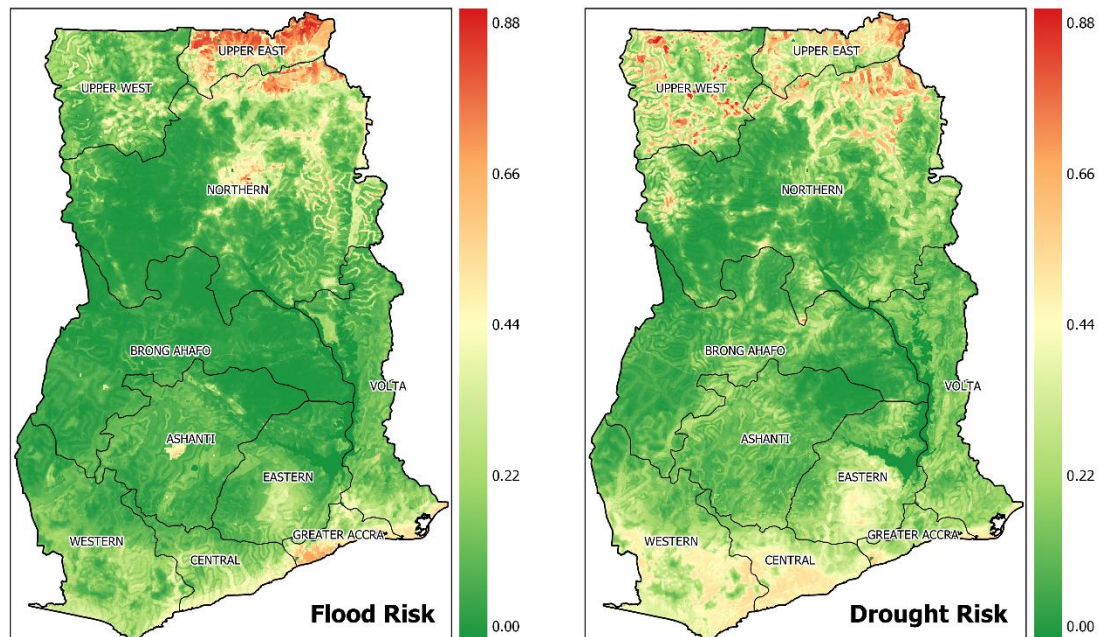 UPPER EAST
UPPER WEST
NORTHERN
BRONG AHAFO
VOLTA
ASHANTI
EASTERN
GREATER ACCRA
WESTERN
CENTRAL
Flood Risk
0.88
0.66
0.44
0.22
0.00
UPPER EAST
UPPER WEST
NORTHERN
BRONG AHAFO
VOLTA
ASHANTI
EASTERN
GREATER ACCRA
WESTERN
CENTRAL
Drought Risk
0.88
0.66
0.44
0.22
0.00